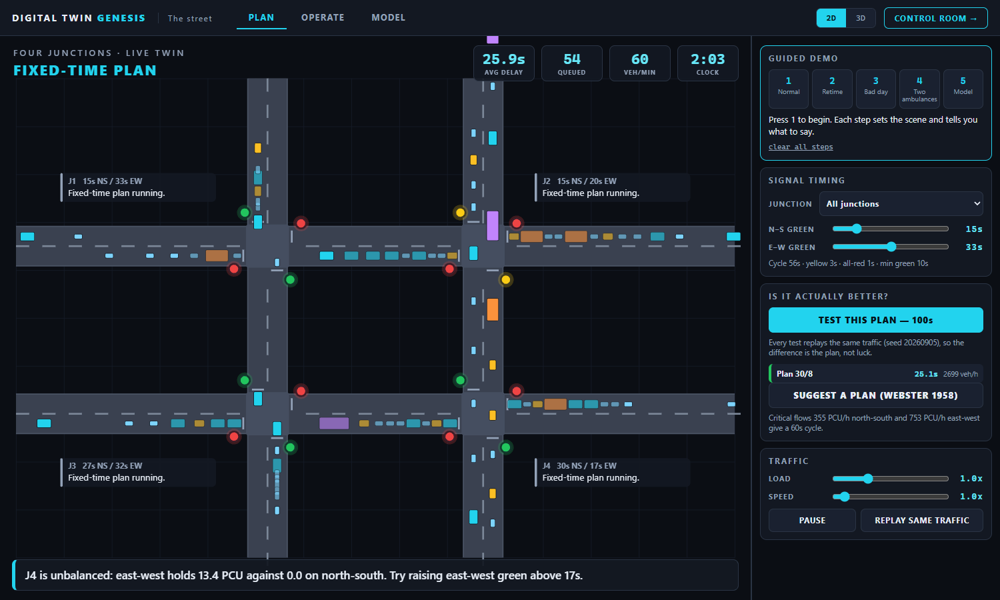 DIGITAL TWIN GENESIS
The street
PLAN
OPERATE
MODEL
2D
3D
CONTROL ROOM →
FOUR JUNCTIONS · LIVE TWIN
FIXED-TIME PLAN
25.9s
AVG DELAY
54
QUEUED
60
VEH/MIN
2:03
CLOCK
J1 15s NS / 33s EW
Fixed-time plan running.
J2 15s NS / 20s EW
Fixed-time plan running.
J3 27s NS / 32s EW
Fixed-time plan running.
J4 30s NS / 17s EW
Fixed-time plan running.
J4 is unbalanced: east-west holds 13.4 PCU against 0.0 on north-south. Try raising east-west green above 17s.
GUIDED DEMO
1
Normal
2
Retime
3
Bad day
4
Two
ambulances
5
Model
Press 1 to begin. Each step sets the scene and tells you
what to say.
clear all steps
SIGNAL TIMING
JUNCTION
All junctions
N-S GREEN
15s
E-W GREEN
33s
Cycle 56s · yellow 3s · all-red 1s · min green 10s
IS IT ACTUALLY BETTER?
TEST THIS PLAN — 100s
Every test replays the same traffic (seed 20260905), so the
difference is the plan, not luck.
Plan 30/8
25.1s 2699 veh/h
SUGGEST A PLAN (WEBSTER 1958)
Critical flows 355 PCU/h north-south and 753 PCU/h east-west
give a 60s cycle.
TRAFFIC
LOAD
1.0x
SPEED
1.0x
PAUSE
REPLAY SAME TRAFFIC